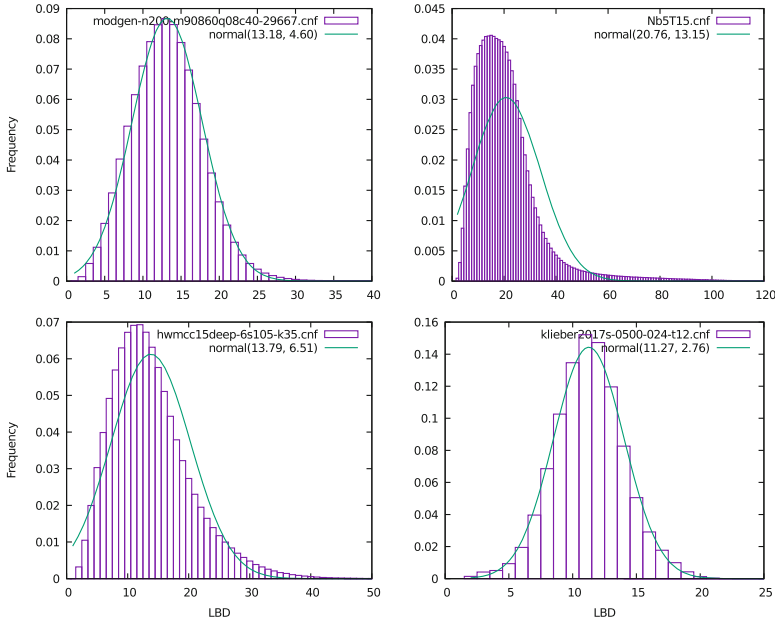 modgen-n200-m90860q08c40-29667.cnf
normal(13.18, 4.60)
Frequency
0.09
0.08
0.07
0.06
0.05
0.04
0.03
0.02
0.01
0
0 5 10 15 20 25 30 35 40
Nb5T15.cnf
normal(20.76, 13.15)
0.045
0.04
0.035
0.03
0.025
0.02
0.015
0.01
0.005
0
0 20 40 60 80 100 120
hwmcc15deep-6s105-k35.cnf
normal(13.79, 6.51)
Frequency
0.07
0.06
0.05
0.04
0.03
0.02
0.01
0
0 10 20 30 40 50
LBD
klieber2017s-0500-024-t12.cnf
normal(11.27, 2.76)
0.16
0.14
0.12
0.1
0.08
0.06
0.04
0.02
0
0 5 10 15 20 25
LBD